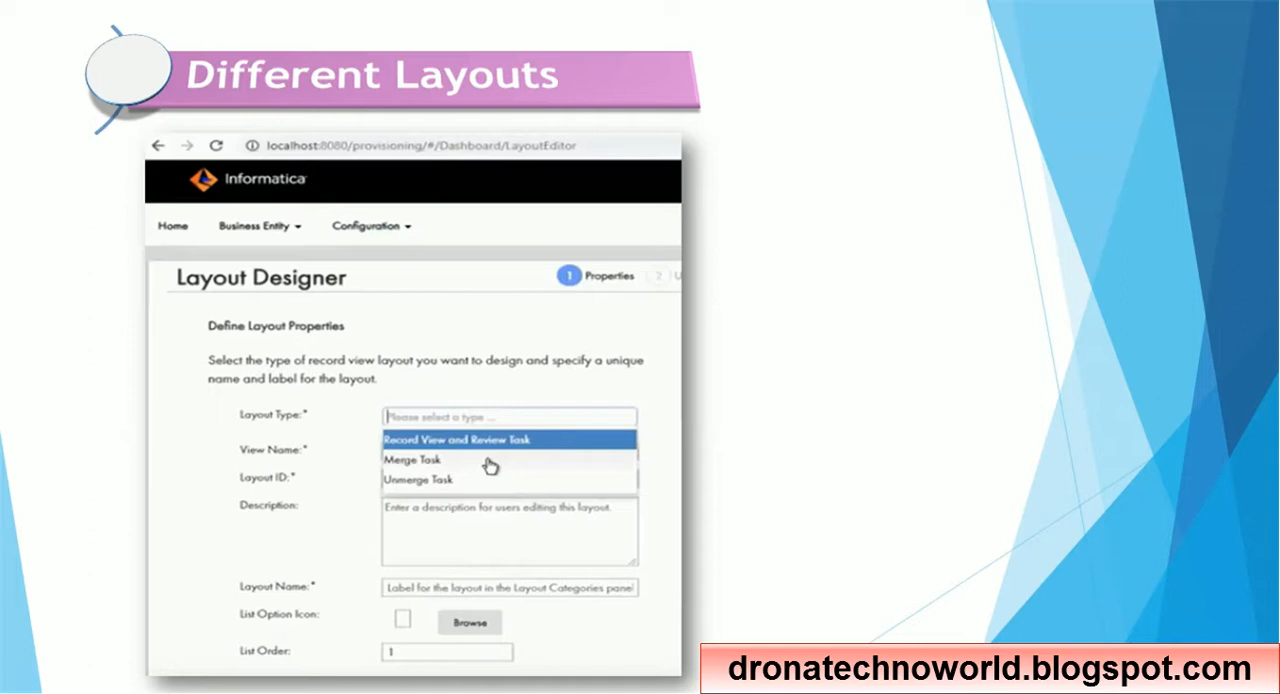 Different Layouts
localhost:8080/provisioning/#/Dashboard/LayoutEditor
Informatica
Home Business Entity Configuration
Layout Designer 1 Properties 2 U
Define Layout Properties
Select the type of record view layout you want to design and specify a unique
name and label for the layout.
Layout Type:* Please select a type ...
Record View and Review Task
View Name:* Merge Task
Layout ID:* Unmerge Task
Description: Enter a description for users editing this layout.
Layout Name:* Label for the layout in the Layout Categories panel
List Option Icon: Browse
List Order: 1
dronatechnoworld.blogspot.com